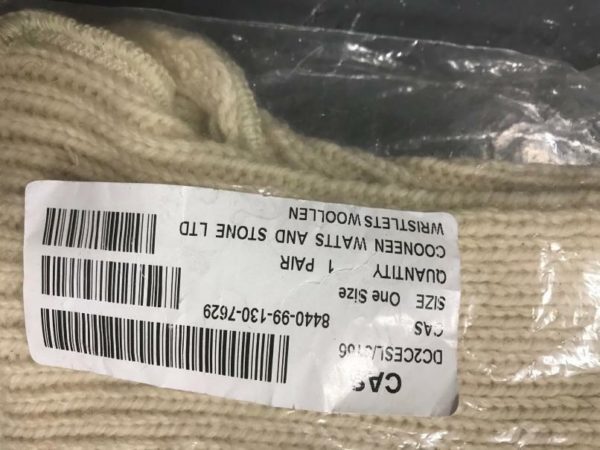 CAS
DC2CESL/0106
CAS 8440-99-130-7629
SIZE One Size
QUANTITY 1 PAIR
COONEEN WATTS AND STONE LTD
WRISTLETS WOOLLEN